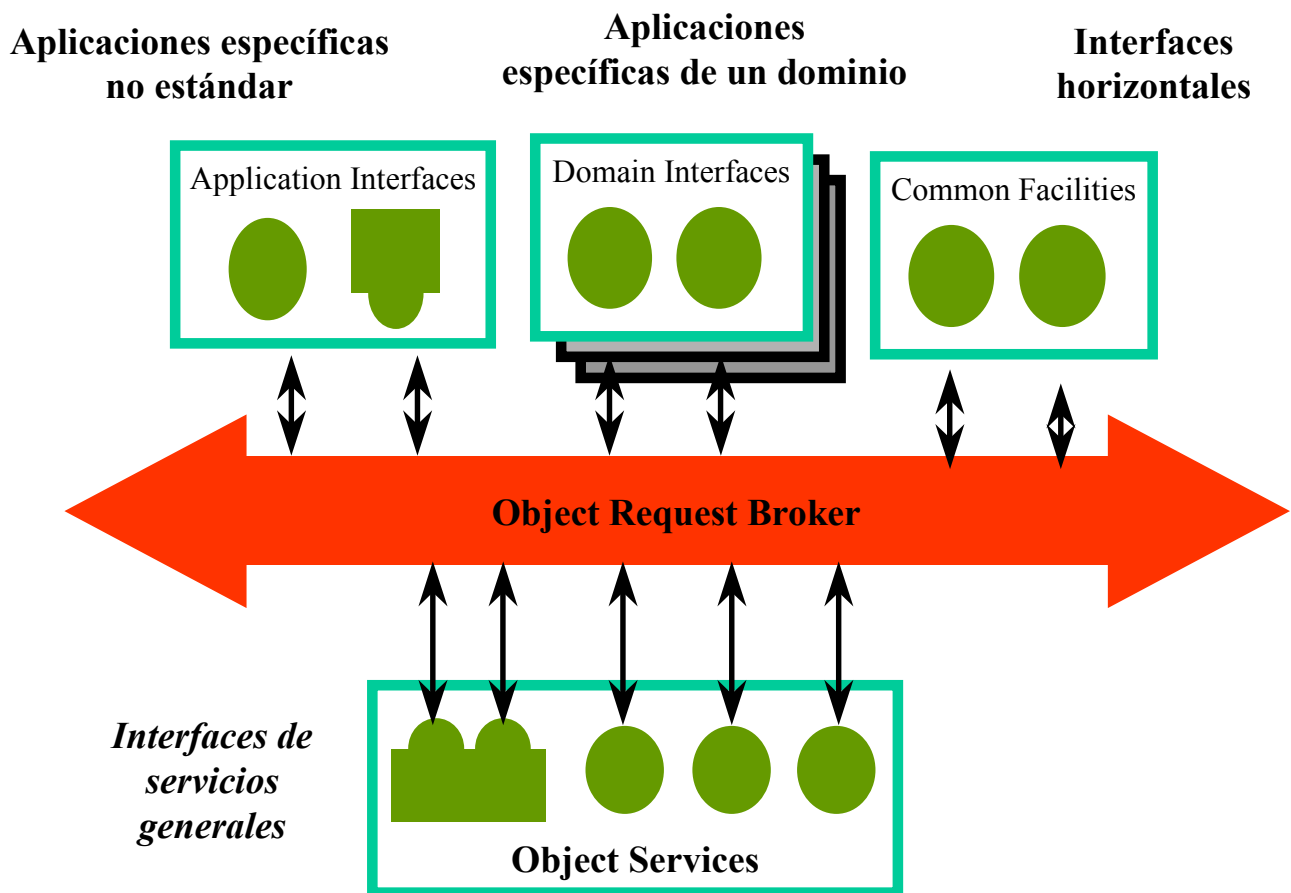 Aplicaciones específicas
no estándar
Aplicaciones
específicas de un dominio
Interfaces
horizontales
Application Interfaces
Domain Interfaces
Common Facilities
Object Request Broker
Interfaces de
servicios
generales
Object Services